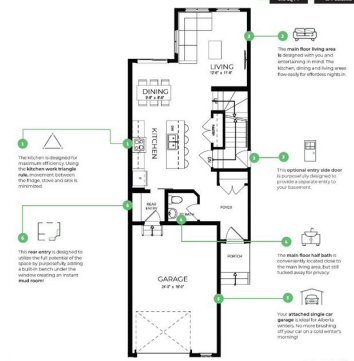 The main floor living area
is designed with you and
entertaining in mind. The
kitchen, dining and living areas
flow easily for effortless nights in.
LIVING
12'6" x 11'6"
DINING
KITCHEN
The kitchen is designed for
maximum efficiency. Using
the kitchen work triangle
rule, movement between
the fridge, stove and sink is
minimized.
This optional entry side door
is purposefully designed to
provide a separate entry to
your basement.
REAR
ENTRY
FOYER
This rear entry is designed to
utilize the full potential of the
space by purposefully adding
a built-in bench under the
window creating an instant
mud room!
PORCH
The main floor half bath is
conveniently located close to
the main living area, but still
tucked away for privacy.
GARAGE
Your attached single car
garage is ideal for Alberta
winters. No more brushing
off your car on a cold winter's
morning!